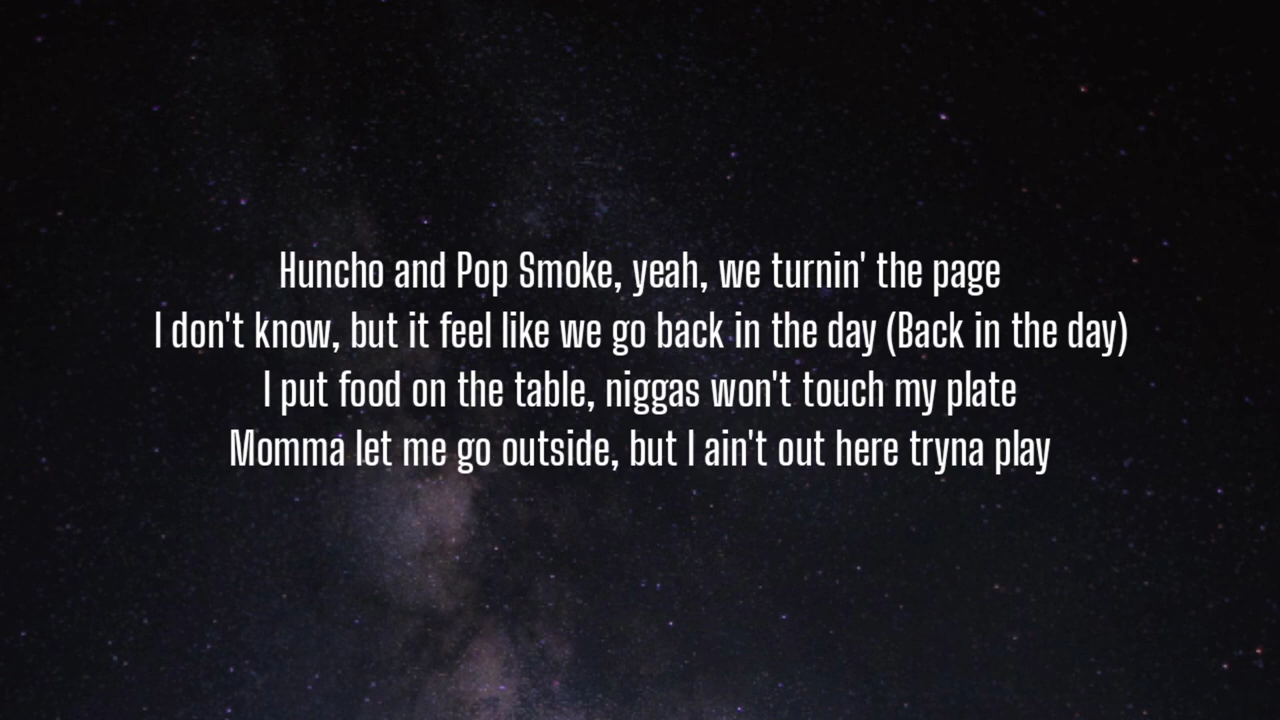 Huncho and Pop Smoke, yeah, we turnin' the page
I don't know, but it feel like we go back in the day (Back in the day)
I put food on the table, niggas won't touch my plate
Momma let me go outside, but I ain't out here tryna play